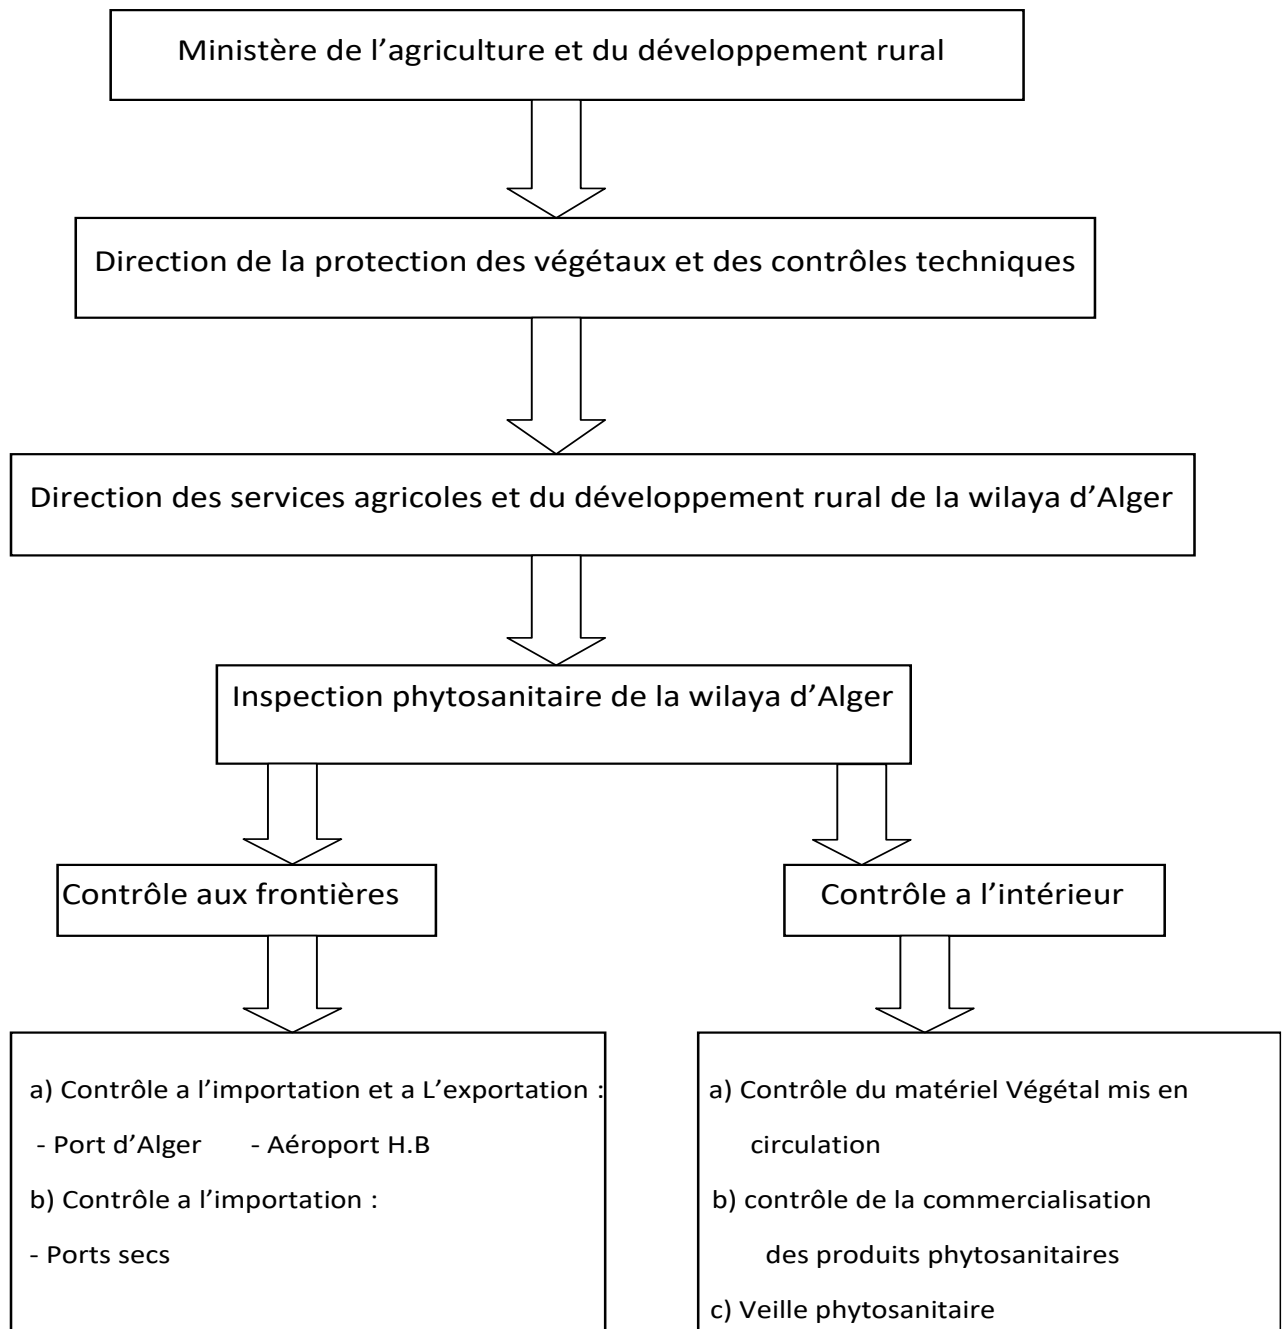 Ministère de l’agriculture et du développement rural
Direction de la protection des végétaux et des contrôles techniques
Direction des services agricoles et du développement rural de la wilaya d’Alger
Inspection phytosanitaire de la wilaya d’Alger
Contrôle aux frontières
Contrôle a l’intérieur
a) Contrôle a l’importation et a L’exportation :
- Port d’Alger - Aéroport H.B
b) Contrôle a l’importation :
- Ports secs
a) Contrôle du matériel Végétal mis en
circulation
b) contrôle de la commercialisation
des produits phytosanitaires
c) Veille phytosanitaire